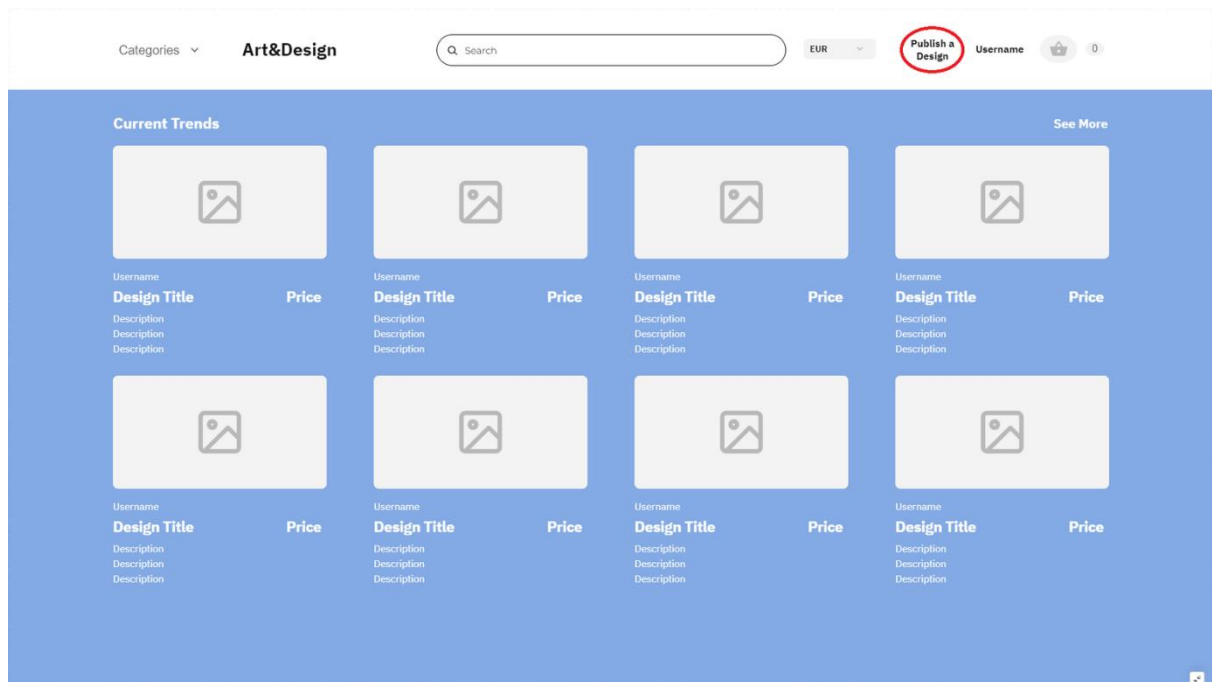 Categories
Art&Design
Search
EUR
Publish a
Design
Username
0
Current Trends
See More
Username
Design Title
Price
Description
Description
Description
Username
Design Title
Price
Description
Description
Description
Username
Design Title
Price
Description
Description
Description
Username
Design Title
Price
Description
Description
Description
Username
Design Title
Price
Description
Description
Description
Username
Design Title
Price
Description
Description
Description
Username
Design Title
Price
Description
Description
Description
Username
Design Title
Price
Description
Description
Description